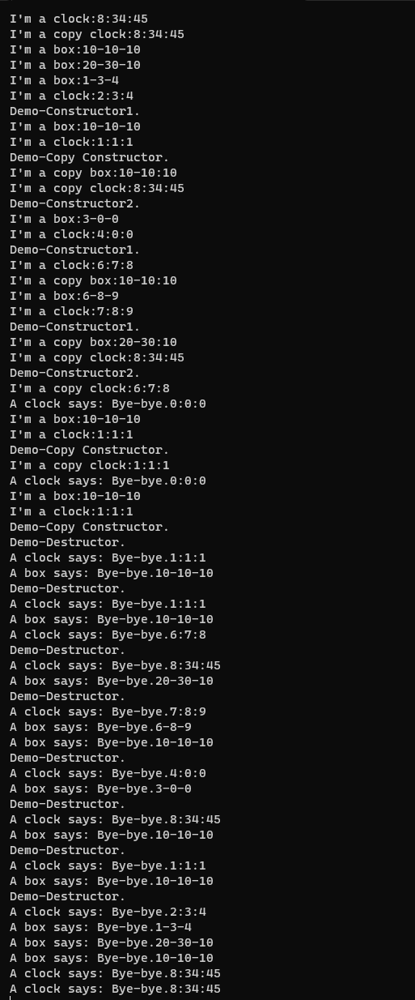 I'm a clock:8:34:45
I'm a copy clock:8:34:45
I'm a box:10-10-10
I'm a box:20-30-10
I'm a box:1-3-4
I'm a clock:2:3:4
Demo-Constructor1.
I'm a box:10-10-10
I'm a clock:1:1:1
Demo-Copy Constructor.
I'm a copy box:10-10:10
I'm a copy clock:8:34:45
Demo-Constructor2.
I'm a box:3-0-0
I'm a clock:4:0:0
Demo-Constructor1.
I'm a clock:6:7:8
I'm a copy box:10-10:10
I'm a box:6-8-9
I'm a clock:7:8:9
Demo-Constructor1.
I'm a copy box:20-30:10
I'm a copy clock:8:34:45
Demo-Constructor2.
I'm a copy clock:6:7:8
A clock says: Bye-bye.0:0:0
I'm a box:10-10-10
I'm a clock:1:1:1
Demo-Copy Constructor.
I'm a copy clock:1:1:1
A clock says: Bye-bye.0:0:0
I'm a box:10-10-10
I'm a clock:1:1:1
Demo-Copy Constructor.
Demo-Destructor.
A clock says: Bye-bye.1:1:1
A box says: Bye-bye.10-10-10
Demo-Destructor.
A clock says: Bye-bye.1:1:1
A box says: Bye-bye.10-10-10
A clock says: Bye-bye.6:7:8
Demo-Destructor.
A clock says: Bye-bye.8:34:45
A box says: Bye-bye.20-30-10
Demo-Destructor.
A clock says: Bye-bye.7:8:9
A box says: Bye-bye.6-8-9
A box says: Bye-bye.10-10-10
Demo-Destructor.
A clock says: Bye-bye.4:0:0
A box says: Bye-bye.3-0-0
Demo-Destructor.
A clock says: Bye-bye.8:34:45
A box says: Bye-bye.10-10-10
Demo-Destructor.
A clock says: Bye-bye.1:1:1
A box says: Bye-bye.10-10-10
Demo-Destructor.
A clock says: Bye-bye.2:3:4
A box says: Bye-bye.1-3-4
A box says: Bye-bye.20-30-10
A box says: Bye-bye.10-10-10
A clock says: Bye-bye.8:34:45
A clock says: Bye-bye.8:34:45